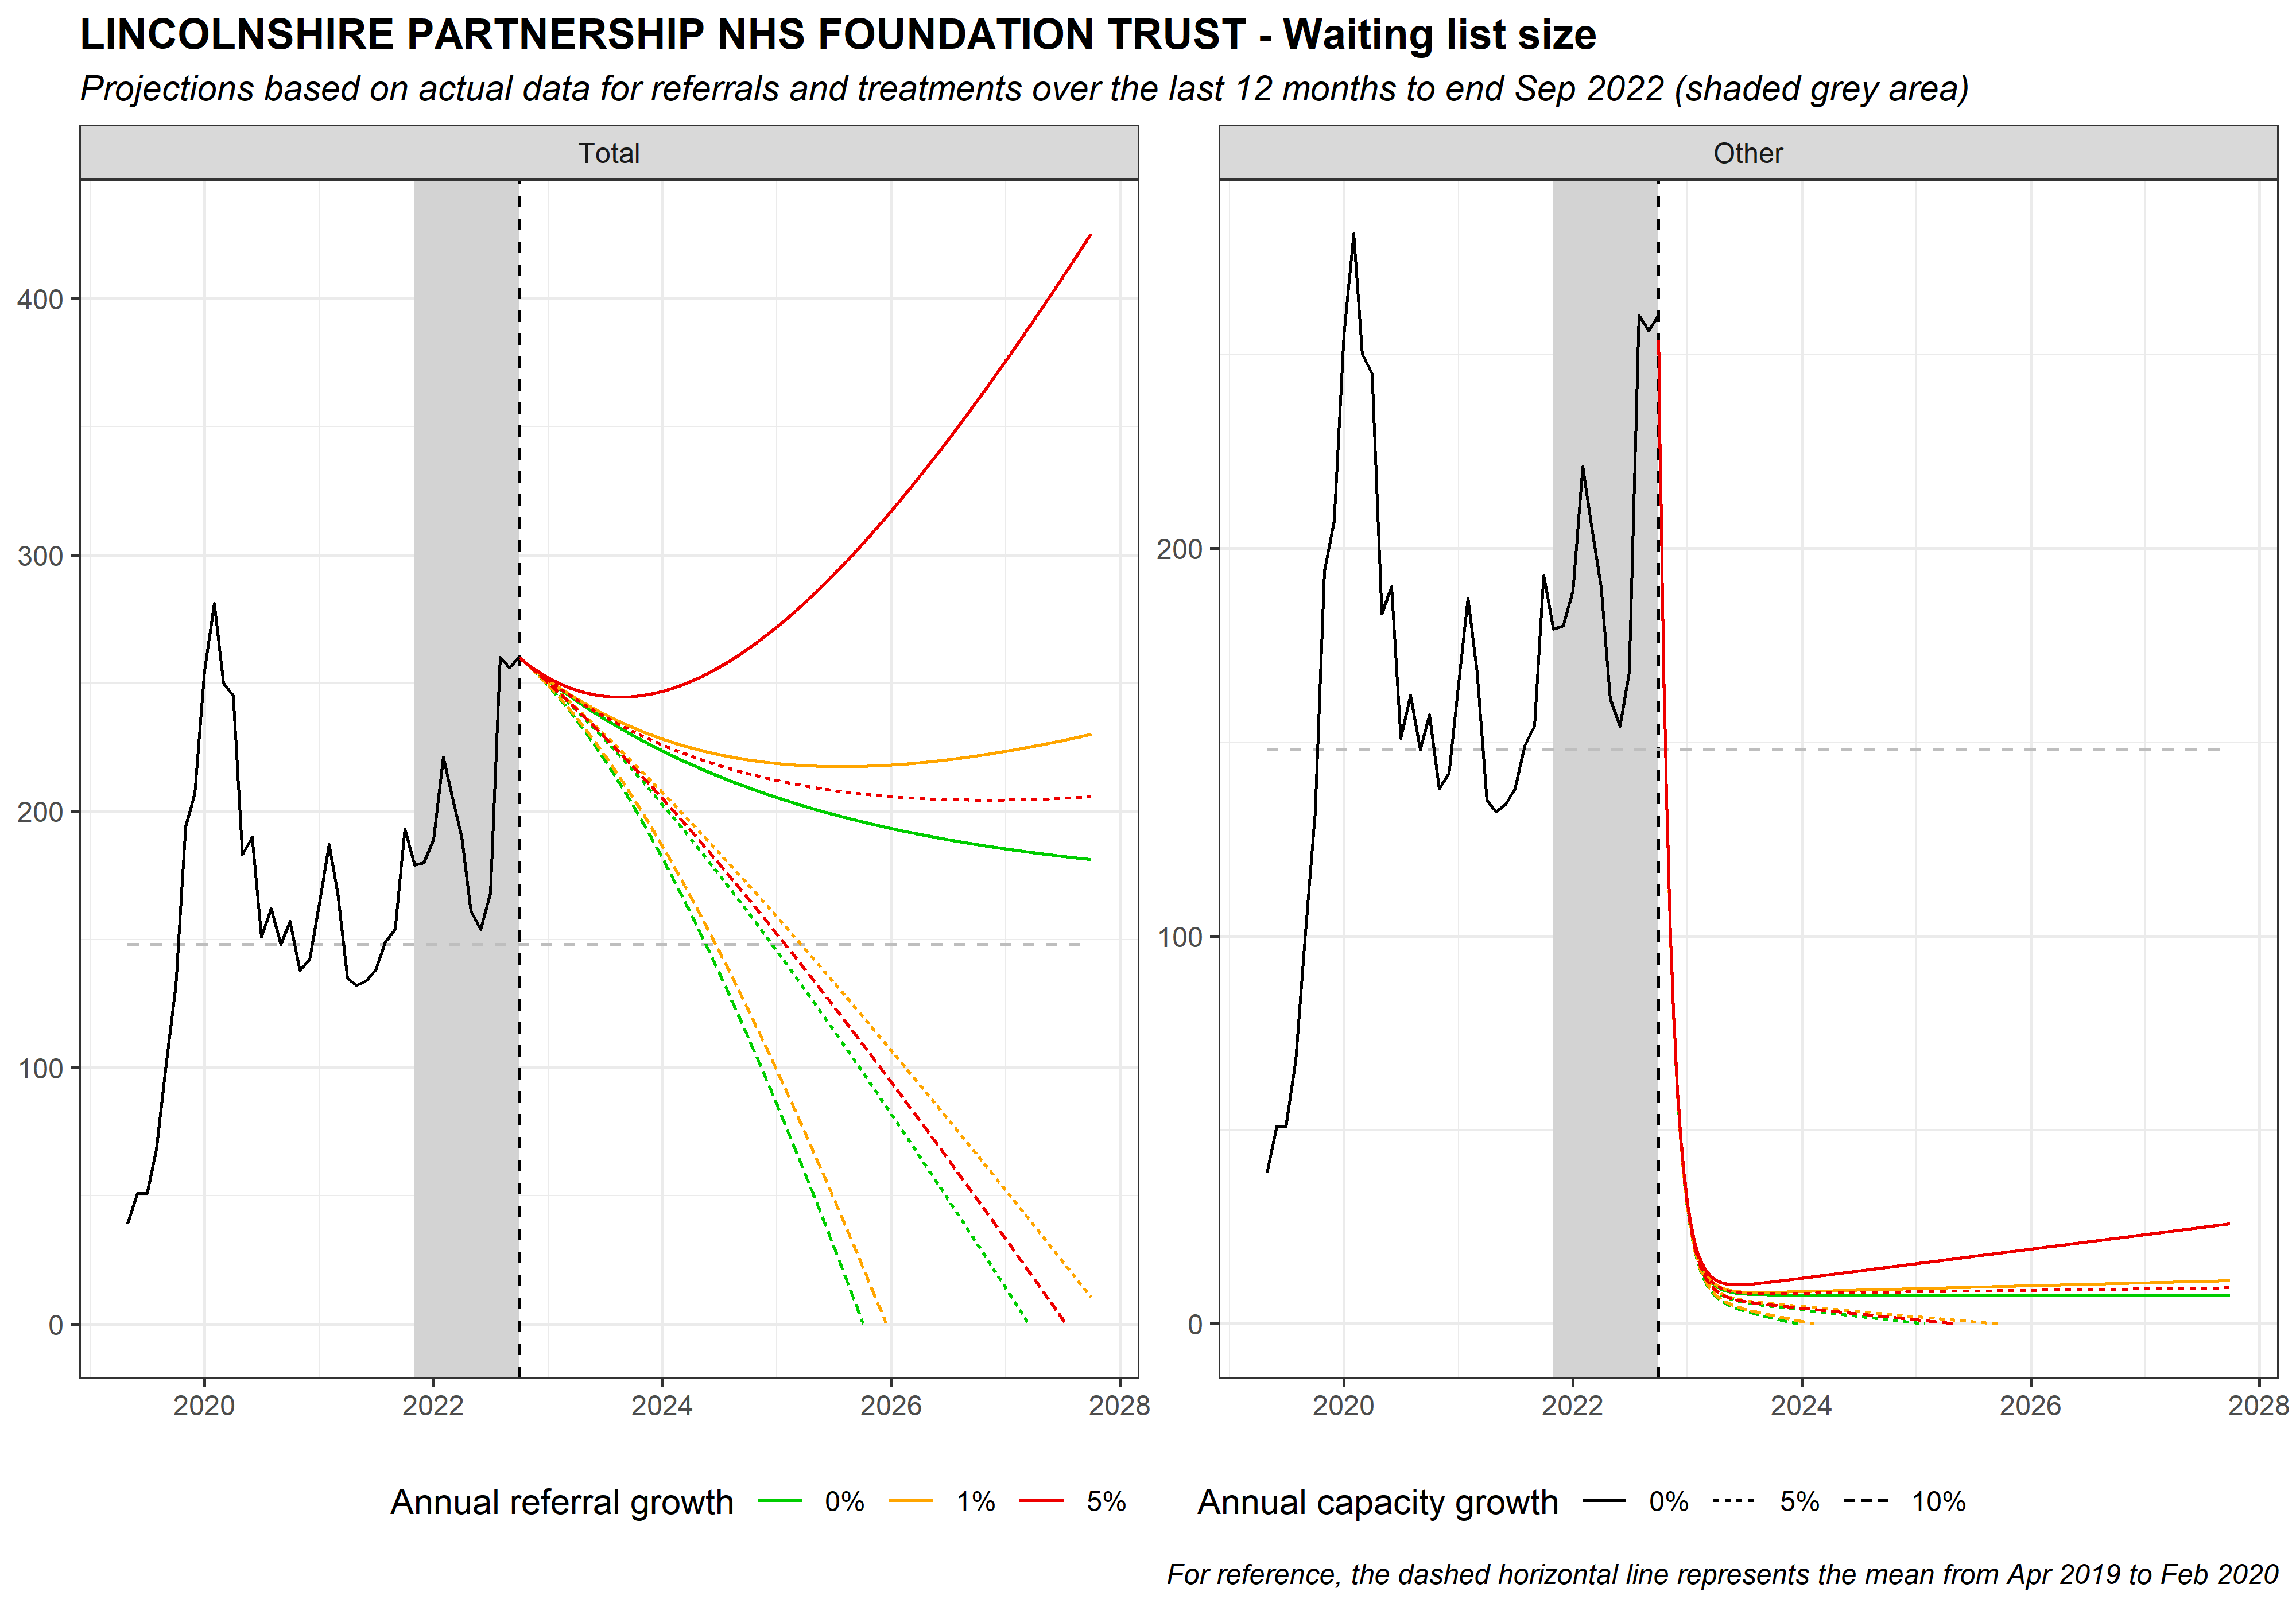 LINCOLNSHIRE PARTNERSHIP NHS FOUNDATION TRUST - Waiting list size
Projections based on actual data for referrals and treatments over the last 12 months to end Sep 2022 (shaded grey area)
Total
Other
400
300
200
100
0
200
100
0
2020 2022 2024 2026 2028
2020 2022 2024 2026 2028
Annual referral growth 0% 1% 5%
Annual capacity growth 0% 5% 10%
For reference, the dashed horizontal line represents the mean from Apr 2019 to Feb 2020